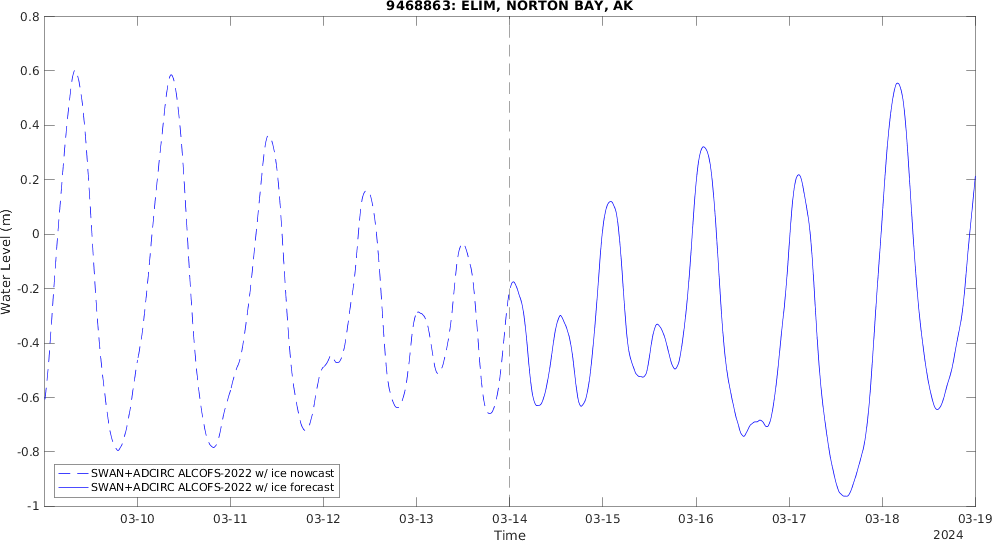 9468863: ELIM, NORTON BAY, AK
0.8
0.6
0.4
0.2
0
-0.2
-0.4
-0.6
-0.8
-1
Water Level (m)
SWAN+ADCIRC ALCOFS-2022 w/ ice nowcast
SWAN+ADCIRC ALCOFS-2022 w/ ice forecast
03-10 03-11 03-12 03-13 03-14 03-15 03-16 03-17 03-18 03-19
Time
2024